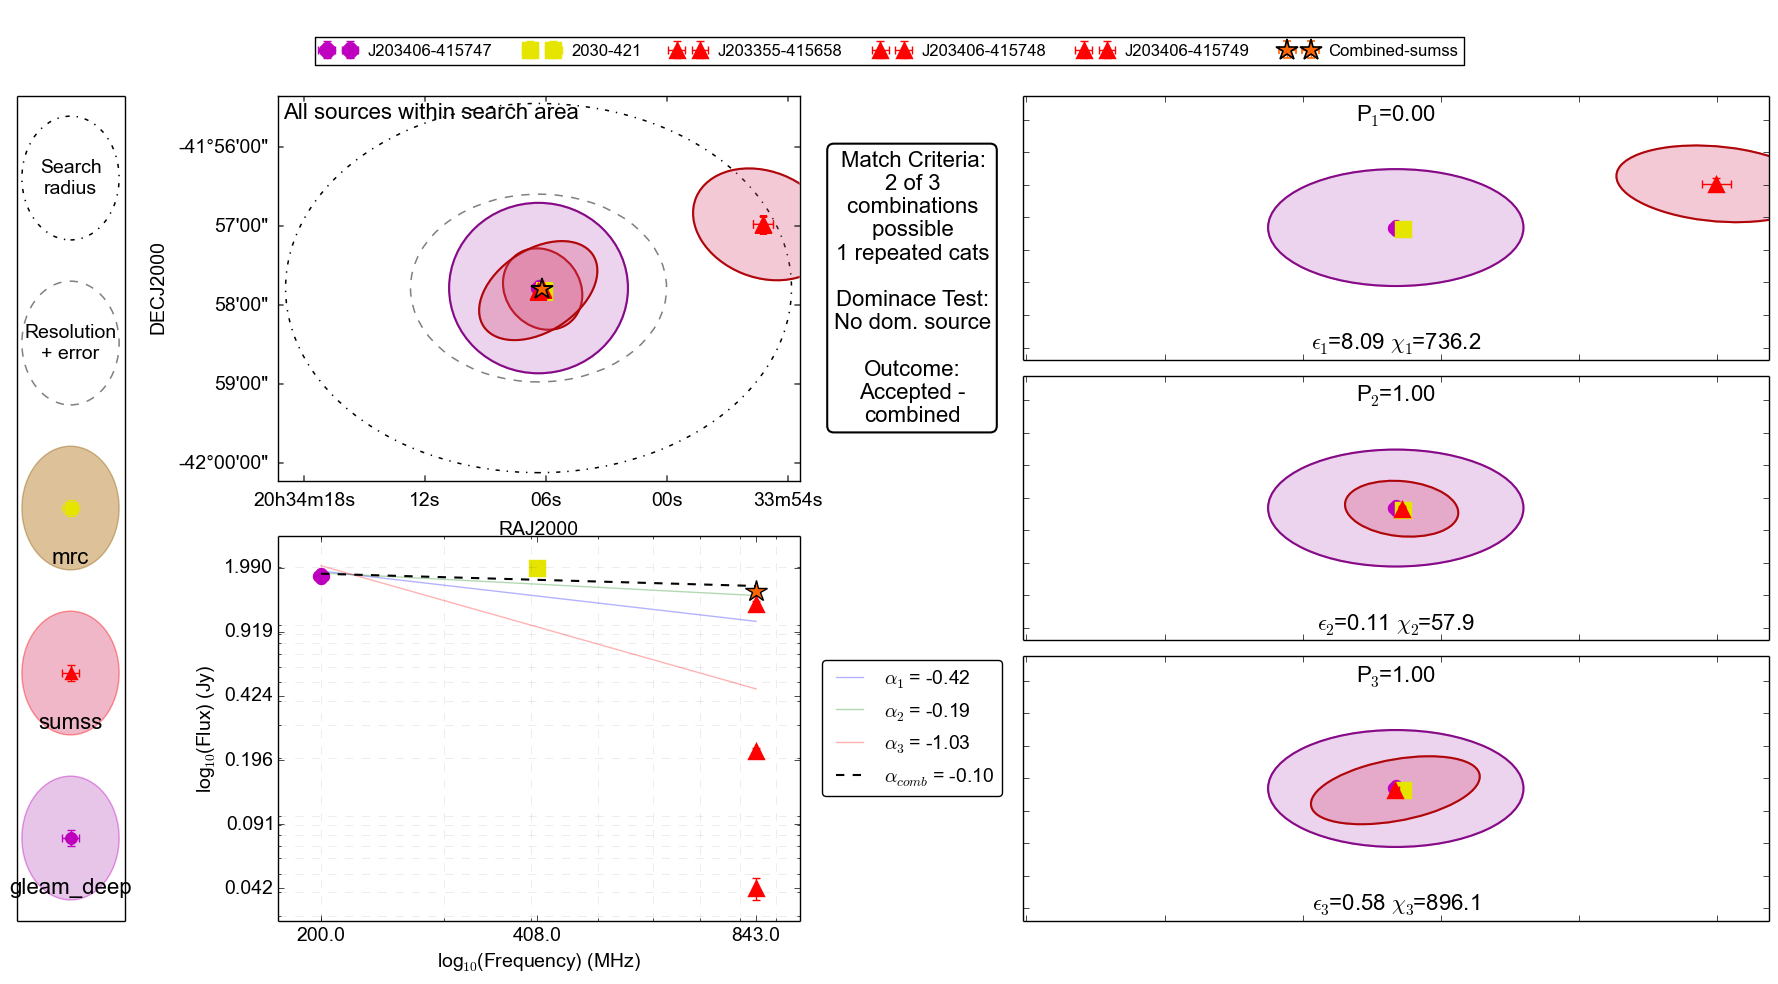 J203406-415747 2030-421 J203355-415658 J203406-415748 J203406-415749 Combined-sumss
Search
radius
Resolution
+ error
mrc
sumss
gleam_deep
All sources within search area
DECJ2000
-41°56'00"
57'00"
58'00"
59'00"
-42°00'00"
20h34m18s 12s 06s 00s 33m54s
RAJ2000
Match Criteria:
2 of 3
combinations
possible
1 repeated cats
Dominace Test:
No dom. source
Outcome:
Accepted -
combined
log₁₀(Flux) (Jy)
1.990
0.919
0.424
0.196
0.091
0.042
200.0 408.0 843.0
log₁₀(Frequency) (MHz)
α₁ = -0.42
α₂ = -0.19
α₃ = -1.03
α_comb = -0.10
P₁=0.00
ϵ₁=8.09 χ₁=736.2
P₂=1.00
ϵ₂=0.11 χ₂=57.9
P₃=1.00
ϵ₃=0.58 χ₃=896.1